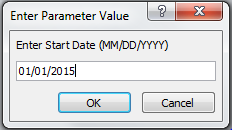 Enter Parameter Value
Enter Start Date (MM/DD/YYYY)
01/01/2015
OK Cancel